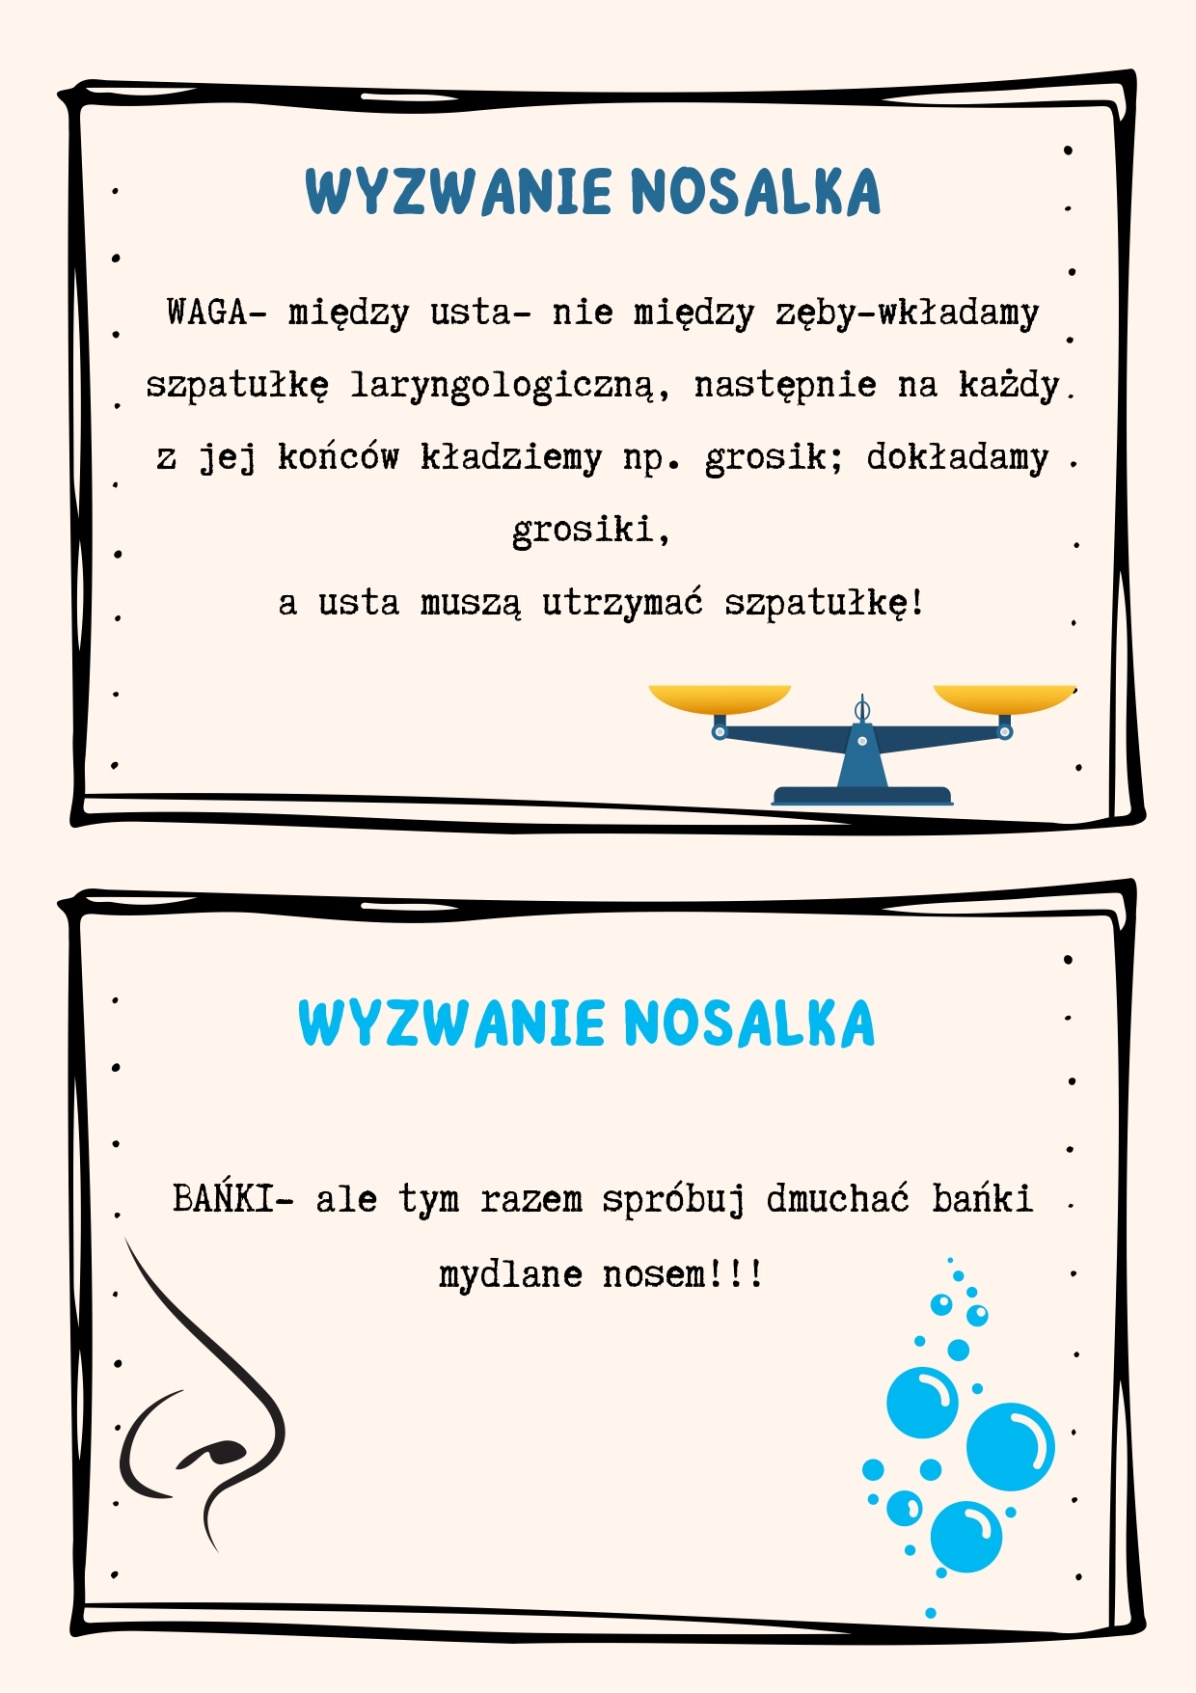 WYZWANIE NOSALKA
WAGA- między usta- nie między zęby-wkładamy
szpatułkę laryngologiczną, następnie na każdy
z jej końców kładziemy np. grosik; dokładamy
grosiki,
a usta muszą utrzymać szpatułkę!
WYZWANIE NOSALKA
BAŃKI- ale tym razem spróbuj dmuchać bańki
mydlane nosem!!!